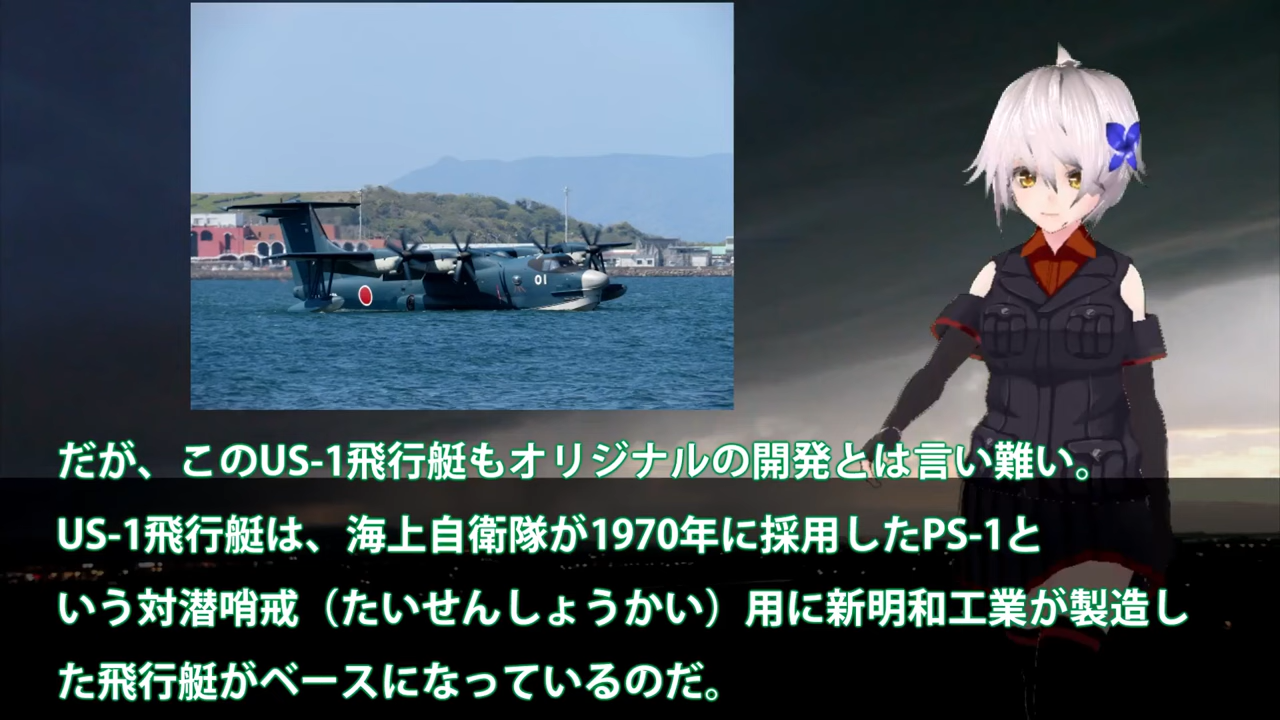 01
だが、このUS-1飛行艇もオリジナルの開発とは言い難い。
US-1飛行艇は、海上自衛隊が1970年に採用したPS-1と
いう対潜哨戒（たいせんしょうかい）用に新明和工業が製造し
た飛行艇がベースになっているのだ。